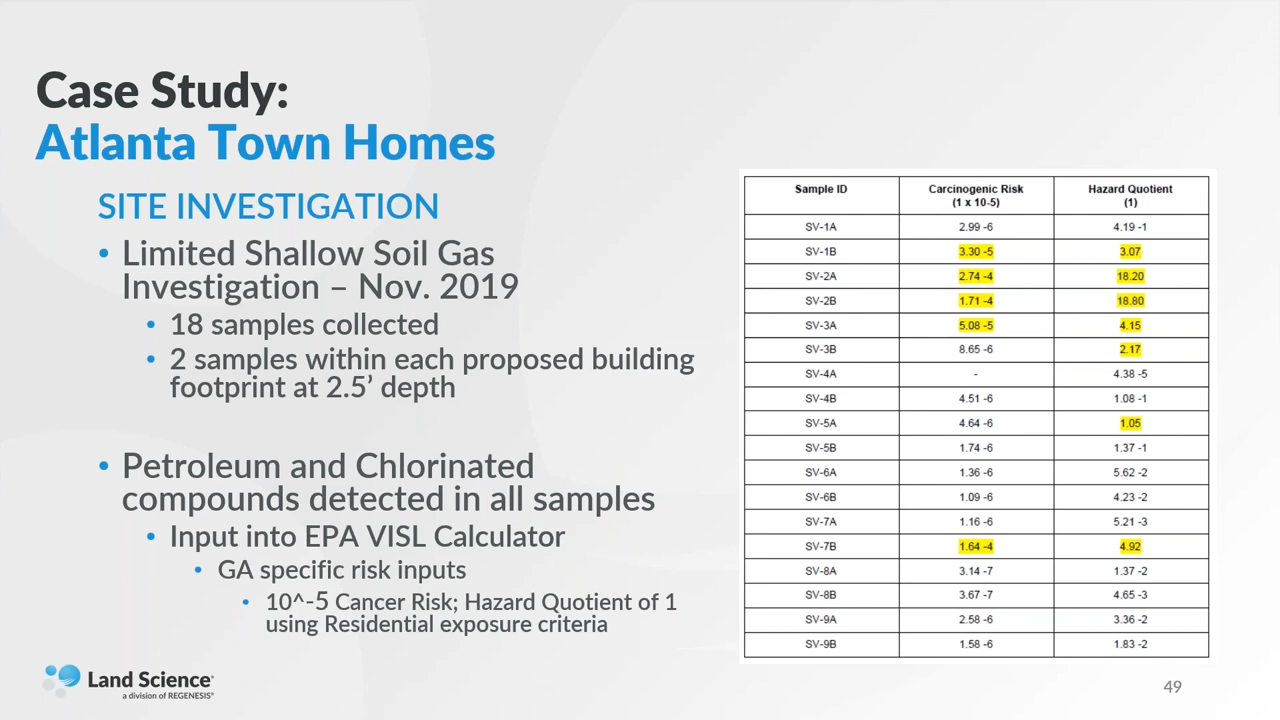 Case Study:
Atlanta Town Homes
SITE INVESTIGATION
• Limited Shallow Soil Gas
Investigation – Nov. 2019
• 18 samples collected
• 2 samples within each proposed building
footprint at 2.5’ depth
• Petroleum and Chlorinated
compounds detected in all samples
• Input into EPA VISL Calculator
• GA specific risk inputs
• 10^-5 Cancer Risk; Hazard Quotient of 1
using Residential exposure criteria
Sample ID Carcinogenic Risk Hazard Quotient
(1 x 10-5) (1)
SV-1A 2.99 -6 4.19 -1
SV-1B 3.30 -5 3.07
SV-2A 2.74 -4 18.20
SV-2B 1.71 -4 18.80
SV-3A 5.08 -5 4.15
SV-3B 8.65 -6 2.17
SV-4A - 4.38 -5
SV-4B 4.51 -6 1.08 -1
SV-5A 4.64 -6 1.05
SV-5B 1.74 -6 1.37 -1
SV-6A 1.36 -6 5.62 -2
SV-6B 1.09 -6 4.23 -2
SV-7A 1.16 -6 5.21 -3
SV-7B 1.64 -4 4.92
SV-8A 3.14 -7 1.37 -2
SV-8B 3.67 -7 4.65 -3
SV-9A 2.58 -6 3.36 -2
SV-9B 1.58 -6 1.83 -2
Land Science®
a division of REGENESIS®
49